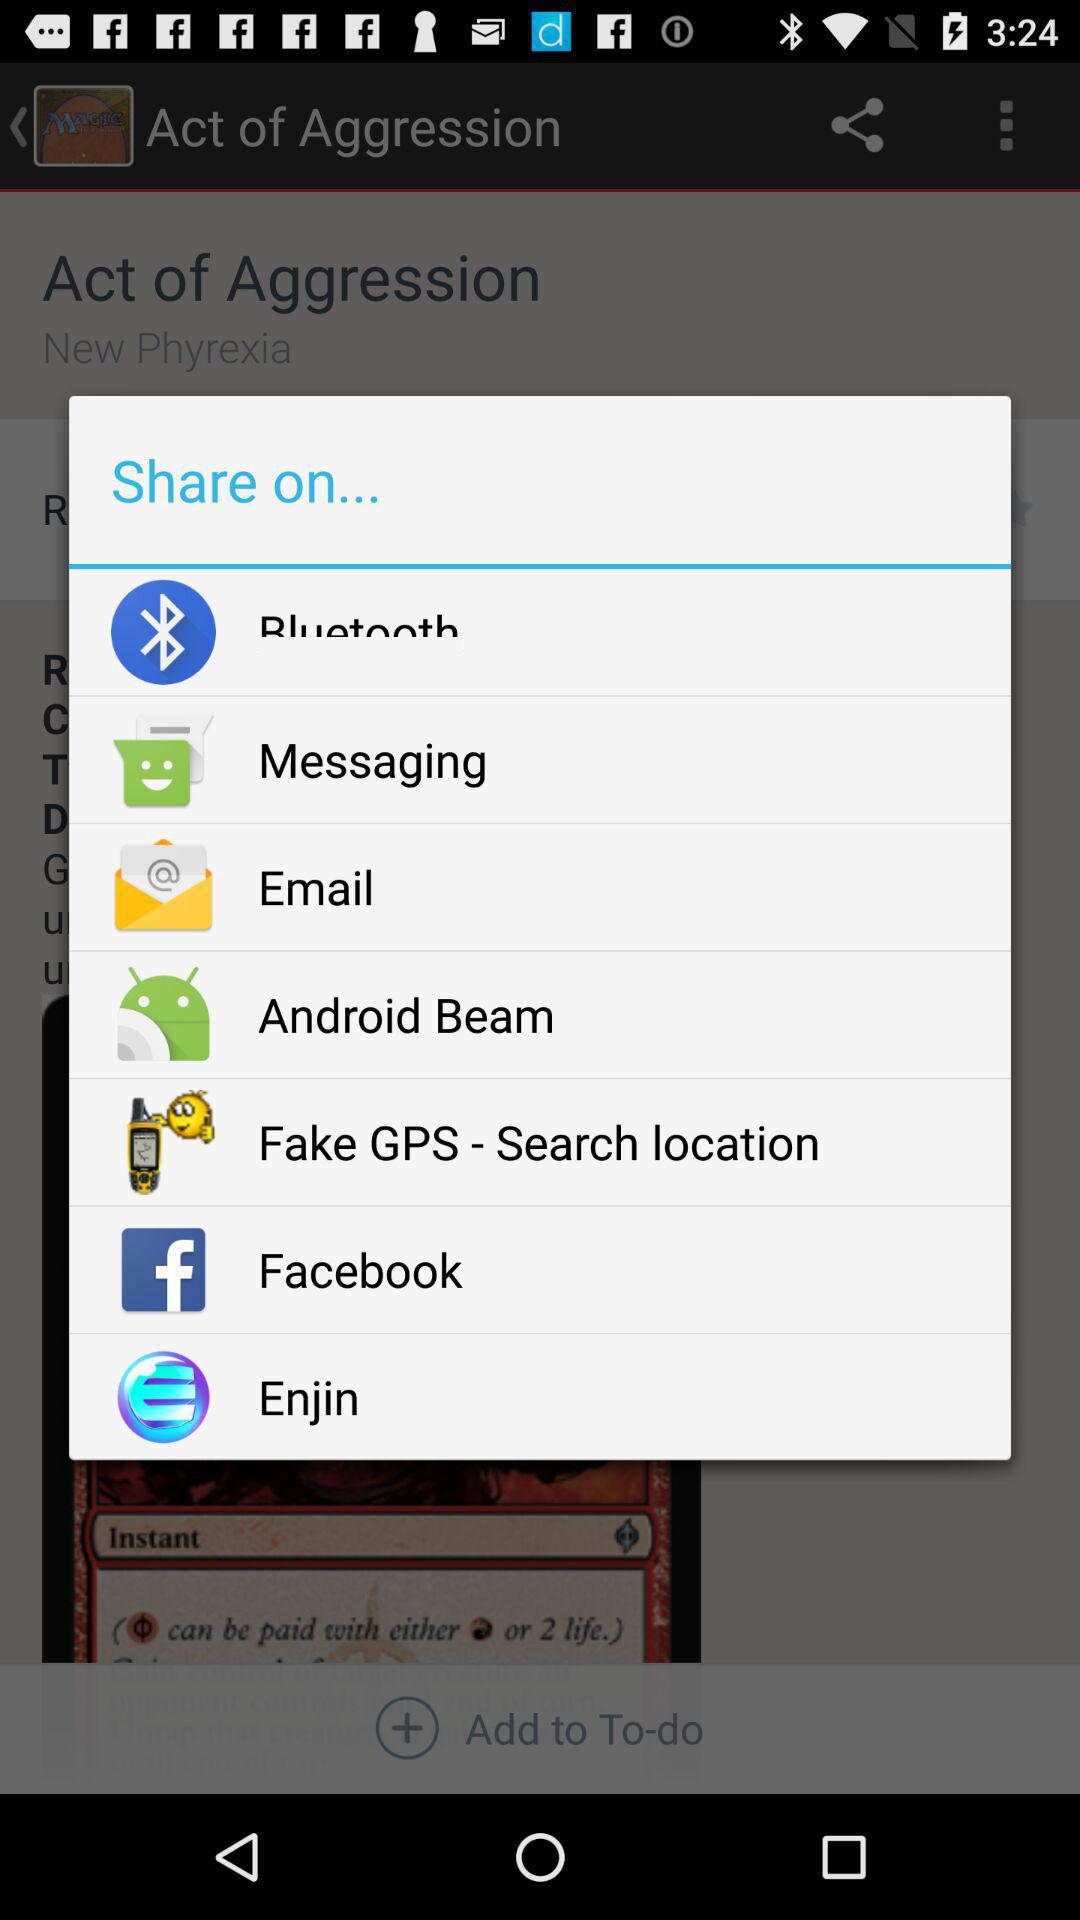 3:24
MAGIC
Act of Aggression
Act of Aggression
New Phyrexia
R
Share on...
Bluetooth
R
C
Messaging
T
D
G
Email
Android Beam
Fake GPS - Search location
Facebook
Enjin
Instant
( can be paid with either or 2 life.)
Add to To-do